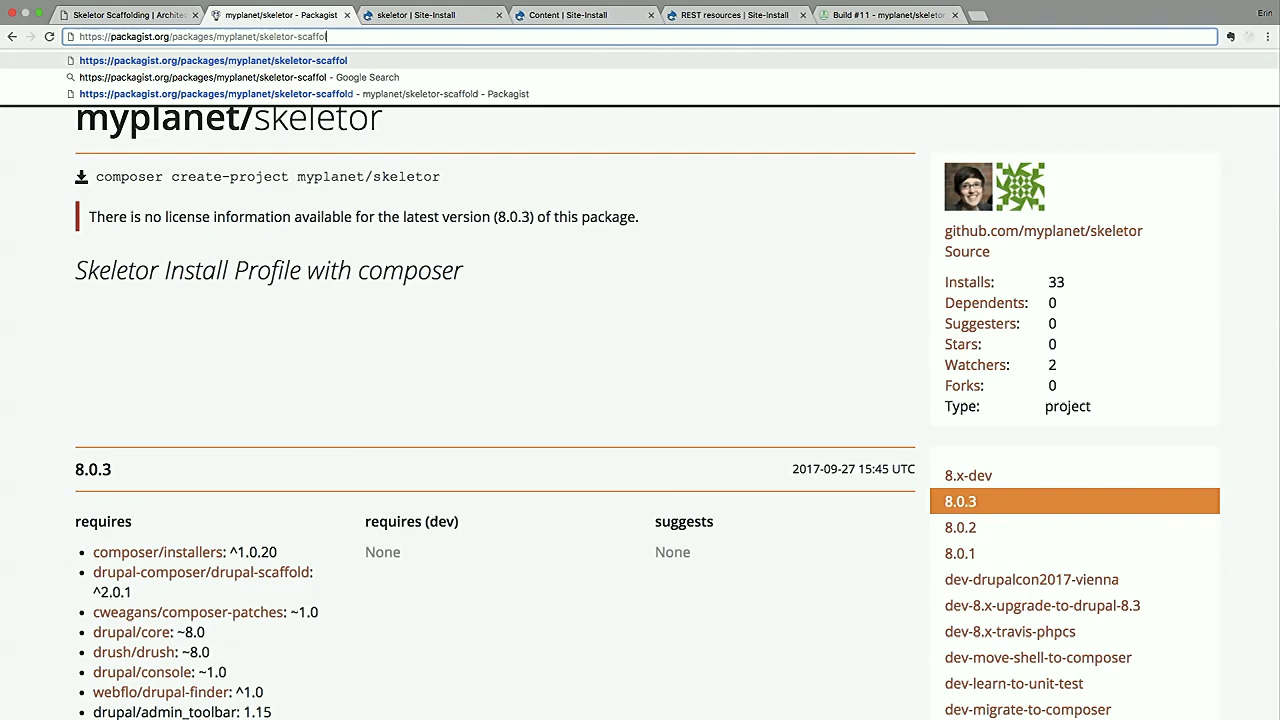 Skeletor Scaffolding | Archite
myplanet/skeletor - Packagist
skeletor | Site-Install
Content | Site-Install
REST resources | Site-Install
Build #11 - myplanet/skeletor
Erin
https://packagist.org/packages/myplanet/skeletor-scaffol
https://packagist.org/packages/myplanet/skeletor-scaffol
https://packagist.org/packages/myplanet/skeletor-scaffol - Google Search
https://packagist.org/packages/myplanet/skeletor-scaffold - myplanet/skeletor-scaffold - Packagist
myplanet/skeletor
composer create-project myplanet/skeletor
There is no license information available for the latest version (8.0.3) of this package.
Skeletor Install Profile with composer
github.com/myplanet/skeletor
Source
Installs: 33
Dependents: 0
Suggesters: 0
Stars: 0
Watchers: 2
Forks: 0
Type: project
8.0.3 2017-09-27 15:45 UTC
requires
composer/installers: ^1.0.20
drupal-composer/drupal-scaffold:
^2.0.1
cweagans/composer-patches: ~1.0
drupal/core: ~8.0
drush/drush: ~8.0
drupal/console: ~1.0
webflo/drupal-finder: ^1.0
drupal/admin_toolbar: 1.15
requires (dev)
None
suggests
None
8.x-dev
8.0.3
8.0.2
8.0.1
dev-drupalcon2017-vienna
dev-8.x-upgrade-to-drupal-8.3
dev-8.x-travis-phpcs
dev-move-shell-to-composer
dev-learn-to-unit-test
dev-migrate-to-composer